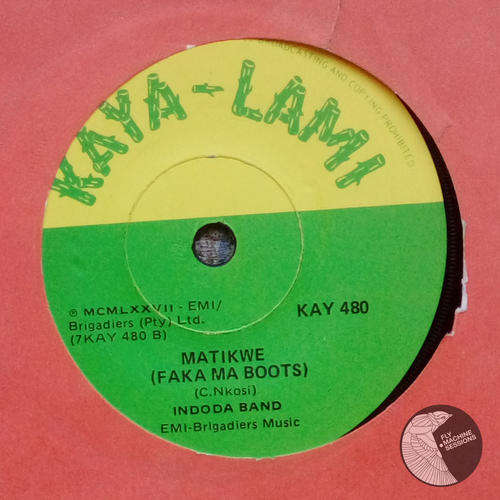 KAYA-LAMI
BROADCASTING AND COPYING PROHIBITED
℗ MCMLXXVII - EMI/
Brigadiers (Pty) Ltd.
(7KAY 480 B)
KAY 480
MATIKWE
(FAKA MA BOOTS)
(C.Nkosi)
INDODA BAND
EMI-Brigadiers Music
FLY
MACHINE
SESSIONS